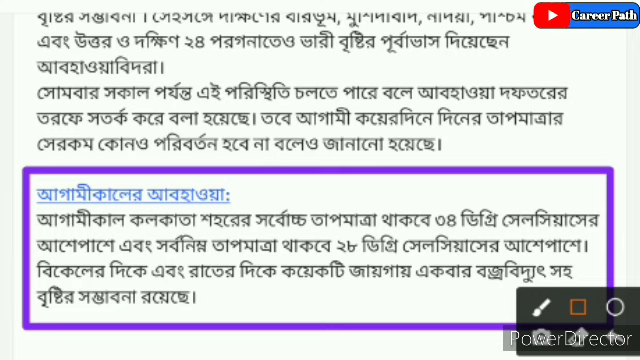 বৃষ্টির সম্ভাবনা। সেইসঙ্গে দক্ষিণের বীরভূম, মুর্শিদাবাদ, নদিয়া, পশ্চিম
Career Path
এবং উত্তর ও দক্ষিণ ২৪ পরগনাতেও ভারী বৃষ্টির পূর্বাভাস দিয়েছেন
আবহাওয়াবিদরা।
সোমবার সকাল পর্যন্ত এই পরিস্থিতি চলতে পারে বলে আবহাওয়া দফতরের
তরফে সতর্ক করে বলা হয়েছে। তবে আগামী কয়েরদিনে দিনের তাপমাত্রার
সেরকম কোনও পরিবর্তন হবে না বলেও জানানো হয়েছে।
আগামীকালের আবহাওয়া:
আগামীকাল কলকাতা শহরের সর্বোচ্চ তাপমাত্রা থাকবে ৩৪ ডিগ্রি সেলসিয়াসের
আশেপাশে এবং সর্বনিম্ন তাপমাত্রা থাকবে ২৮ ডিগ্রি সেলসিয়াসের আশেপাশে।
বিকেলের দিকে এবং রাতের দিকে কয়েকটি জায়গায় একবার বজ্রবিদ্যুৎ সহ
বৃষ্টির সম্ভাবনা রয়েছে।
PowerDirector